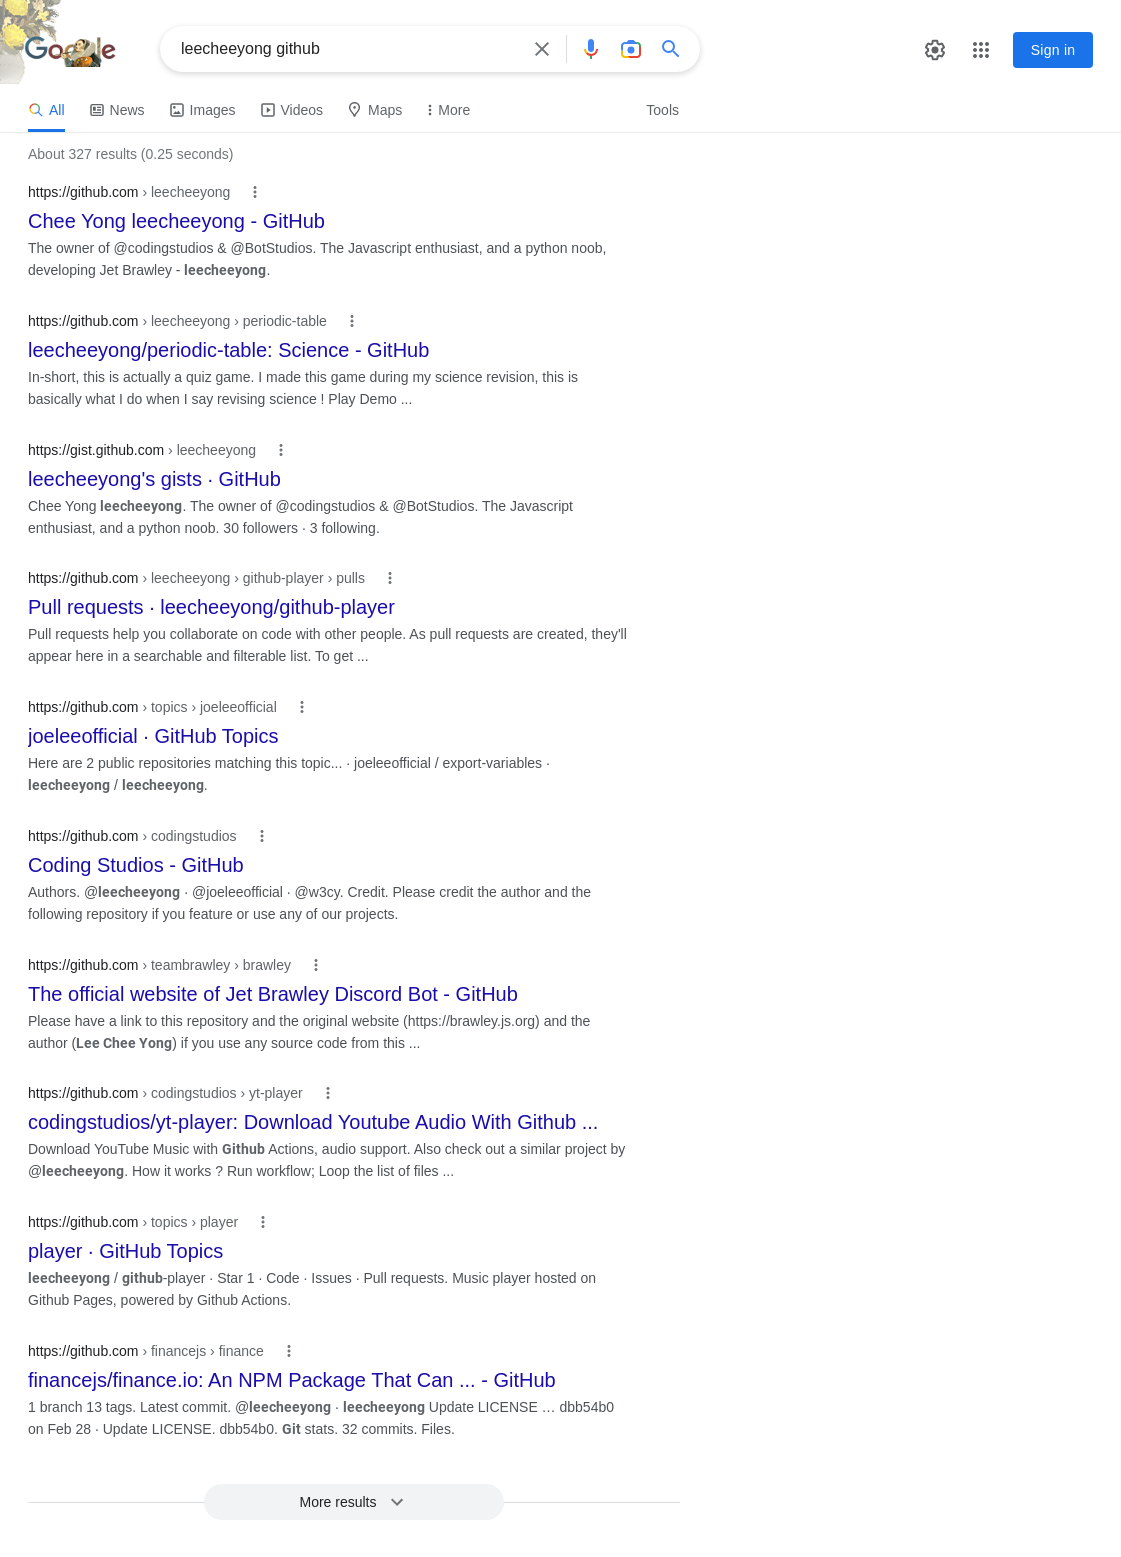 Google
leecheeyong github
Sign in
All News Images Videos Maps More Tools
About 327 results (0.25 seconds)
https://github.com › leecheeyong
Chee Yong leecheeyong - GitHub
The owner of @codingstudios & @BotStudios. The Javascript enthusiast, and a python noob,
developing Jet Brawley - leecheeyong.
https://github.com › leecheeyong › periodic-table
leecheeyong/periodic-table: Science - GitHub
In-short, this is actually a quiz game. I made this game during my science revision, this is
basically what I do when I say revising science ! Play Demo ...
https://gist.github.com › leecheeyong
leecheeyong's gists · GitHub
Chee Yong leecheeyong. The owner of @codingstudios & @BotStudios. The Javascript
enthusiast, and a python noob. 30 followers · 3 following.
https://github.com › leecheeyong › github-player › pulls
Pull requests · leecheeyong/github-player
Pull requests help you collaborate on code with other people. As pull requests are created, they'll
appear here in a searchable and filterable list. To get ...
https://github.com › topics › joeleeofficial
joeleeofficial · GitHub Topics
Here are 2 public repositories matching this topic... · joeleeofficial / export-variables ·
leecheeyong / leecheeyong.
https://github.com › codingstudios
Coding Studios - GitHub
Authors. @leecheeyong · @joeleeofficial · @w3cy. Credit. Please credit the author and the
following repository if you feature or use any of our projects.
https://github.com › teambrawley › brawley
The official website of Jet Brawley Discord Bot - GitHub
Please have a link to this repository and the original website (https://brawley.js.org) and the
author (Lee Chee Yong) if you use any source code from this ...
https://github.com › codingstudios › yt-player
codingstudios/yt-player: Download Youtube Audio With Github ...
Download YouTube Music with Github Actions, audio support. Also check out a similar project by
@leecheeyong. How it works ? Run workflow; Loop the list of files ...
https://github.com › topics › player
player · GitHub Topics
leecheeyong / github-player · Star 1 · Code · Issues · Pull requests. Music player hosted on
Github Pages, powered by Github Actions.
https://github.com › financejs › finance
financejs/finance.io: An NPM Package That Can ... - GitHub
1 branch 13 tags. Latest commit. @leecheeyong · leecheeyong Update LICENSE … dbb54b0
on Feb 28 · Update LICENSE. dbb54b0. Git stats. 32 commits. Files.
More results